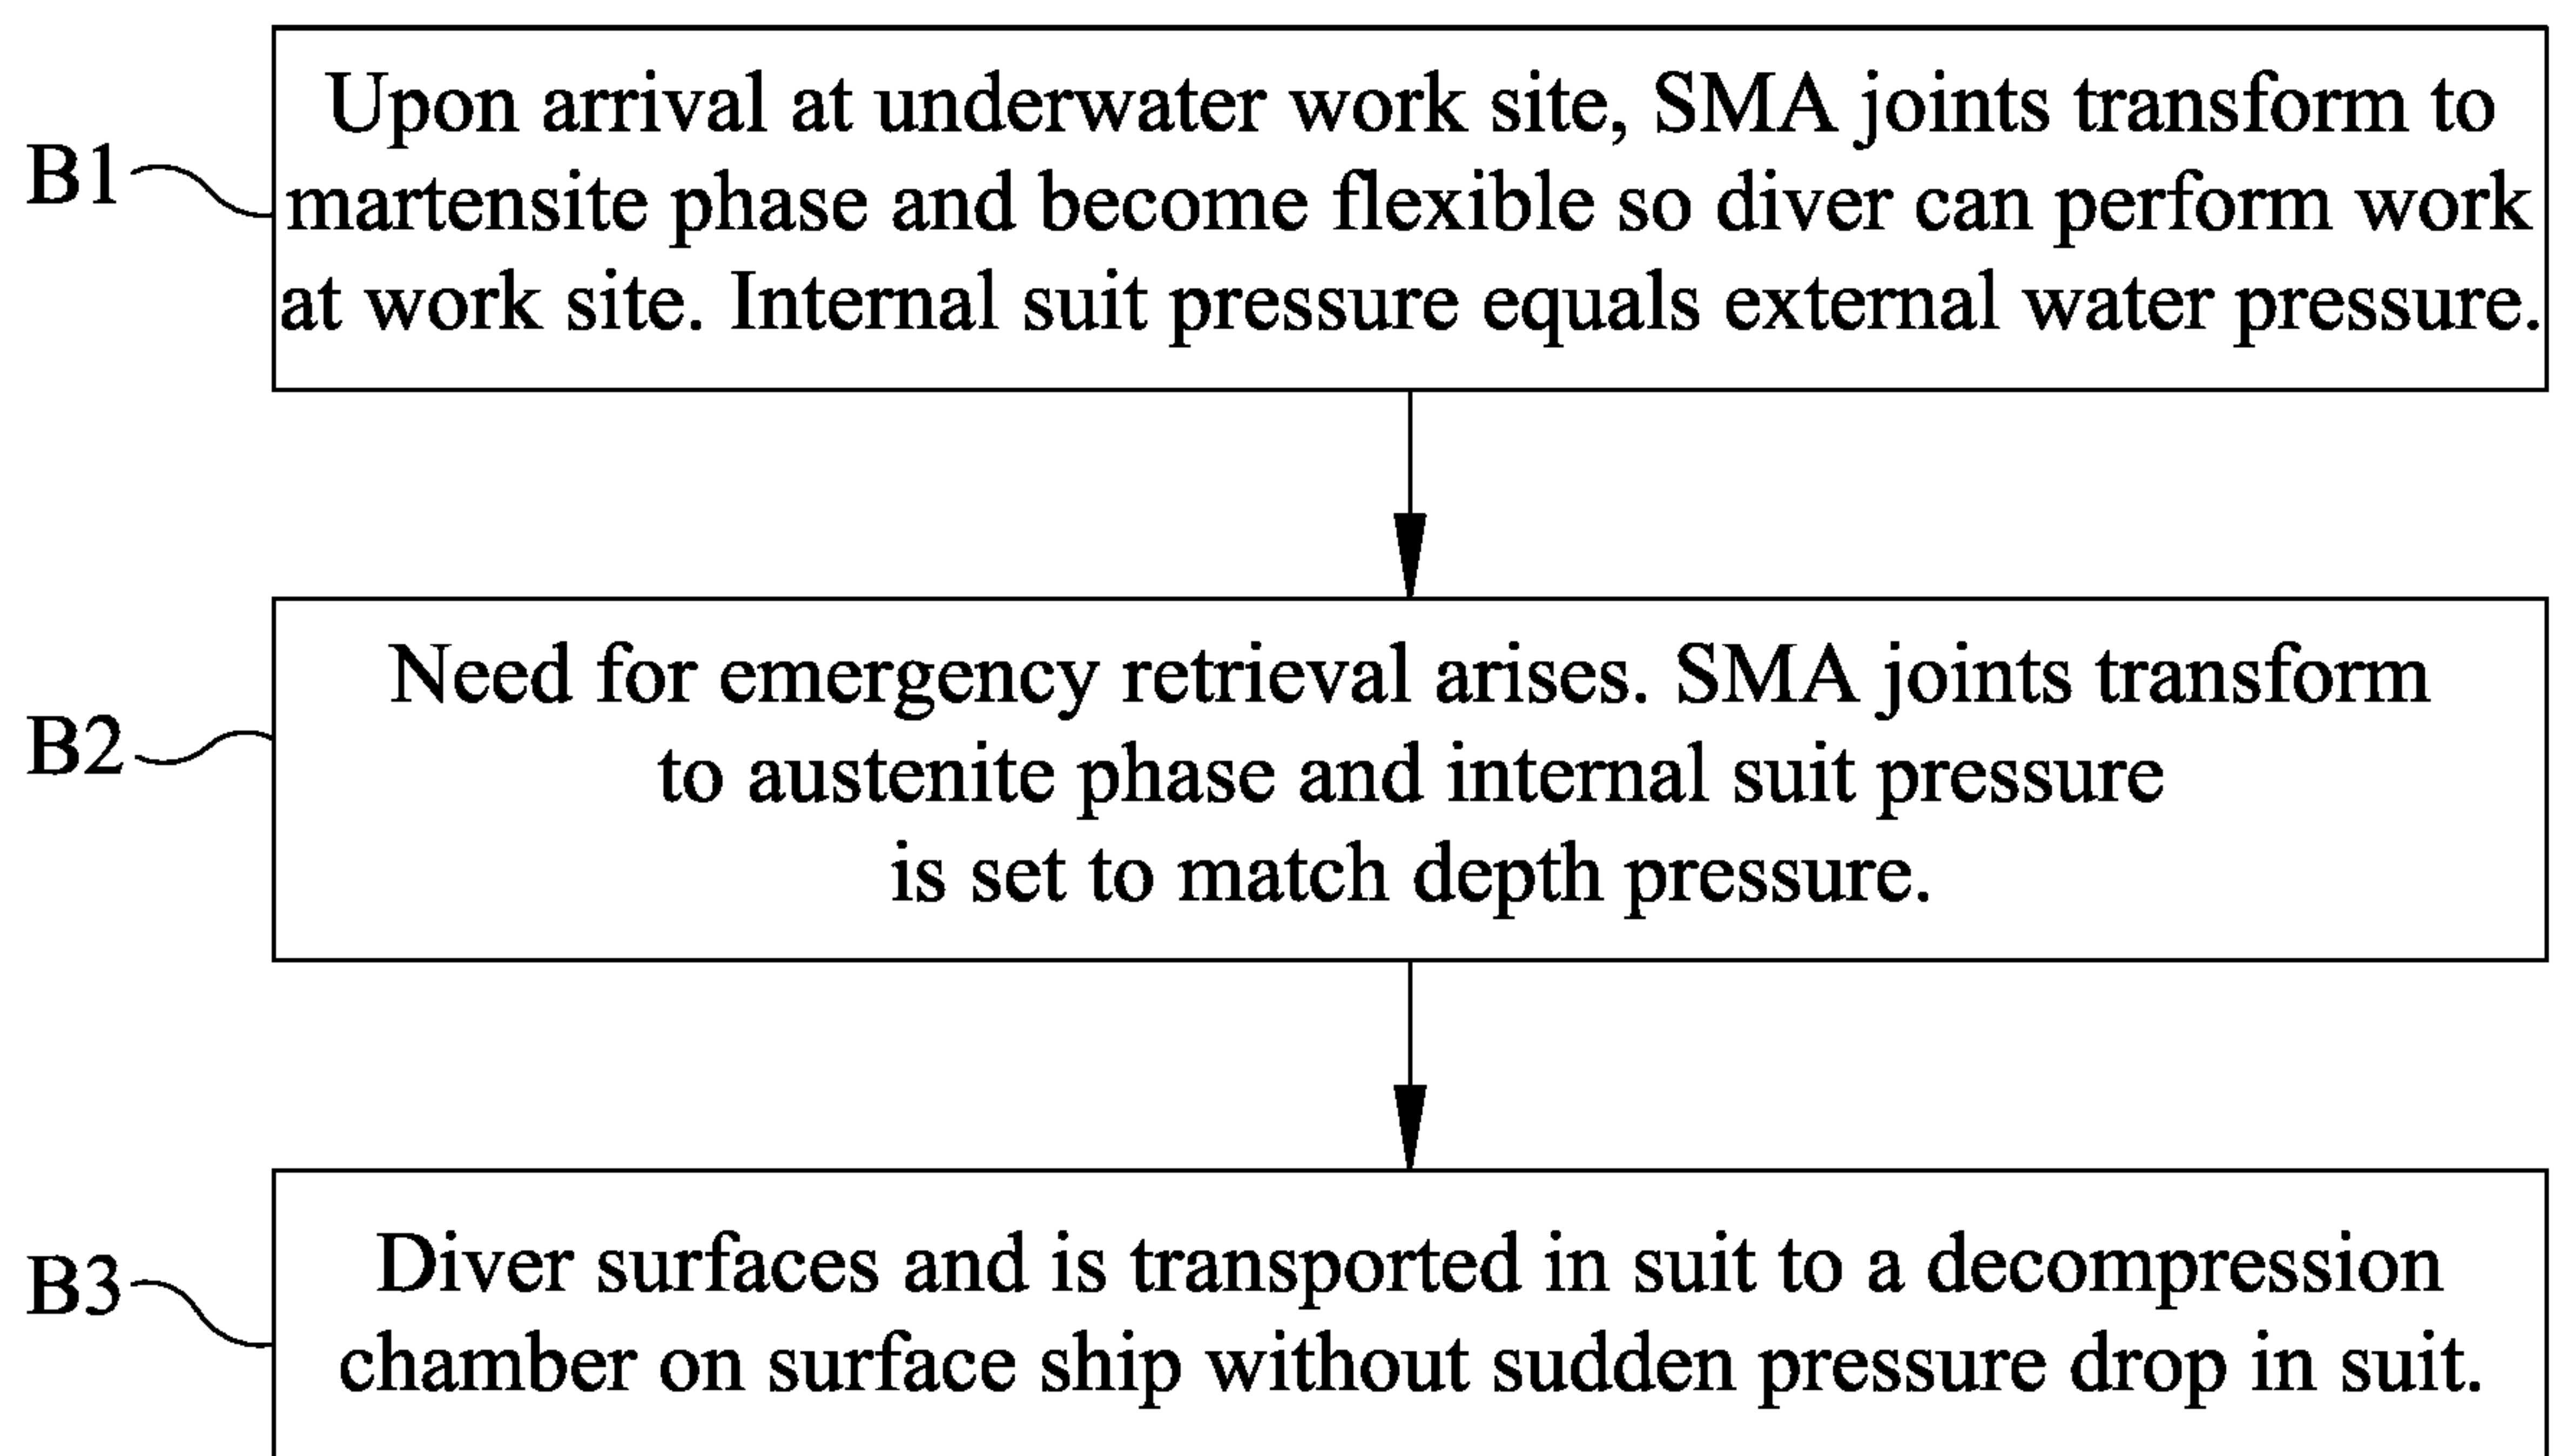 Upon arrival at underwater work site, SMA joints transform to
B1
martensite phase and become flexible so diver can perform work
at work site. Internal suit pressure equals external water pressure.
Need for emergency retrieval arises. SMA joints transform
B2
to austenite phase and internal suit pressure
is set to match depth pressure.
Diver surfaces and is transported in suit to a decompression
B3
chamber on surface ship without sudden pressure drop in suit.